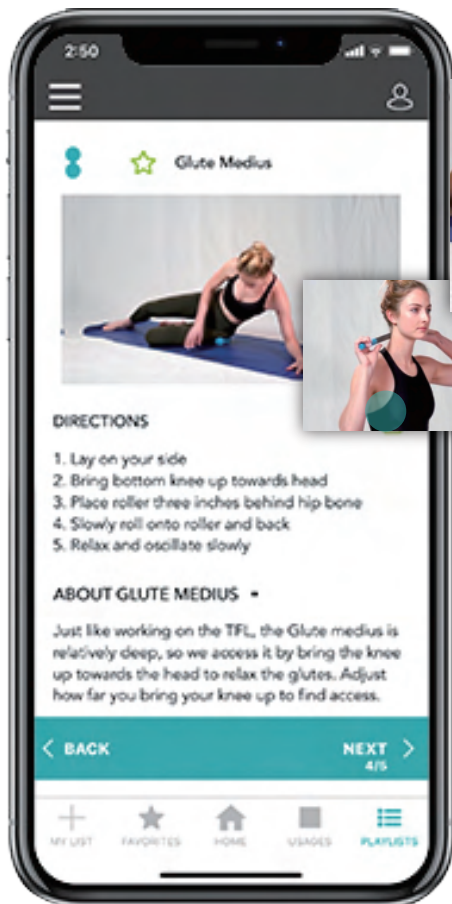 2:50
Glute Medius
DIRECTIONS
1. Lay on your side
2. Bring bottom knee up towards head
3. Place roller three inches behind hip bone
4. Slowly roll onto roller and back
5. Relax and oscillate slowly
ABOUT GLUTE MEDIUS
Just like working on the TFL, the Glute medius is
relatively deep, so we access it by bring the knee
up towards the head to relax the glutes. Adjust
how far you bring your knee up to find access.
BACK NEXT
4/5
MY LIST FAVORITES HOME USAGES PLAYLISTS